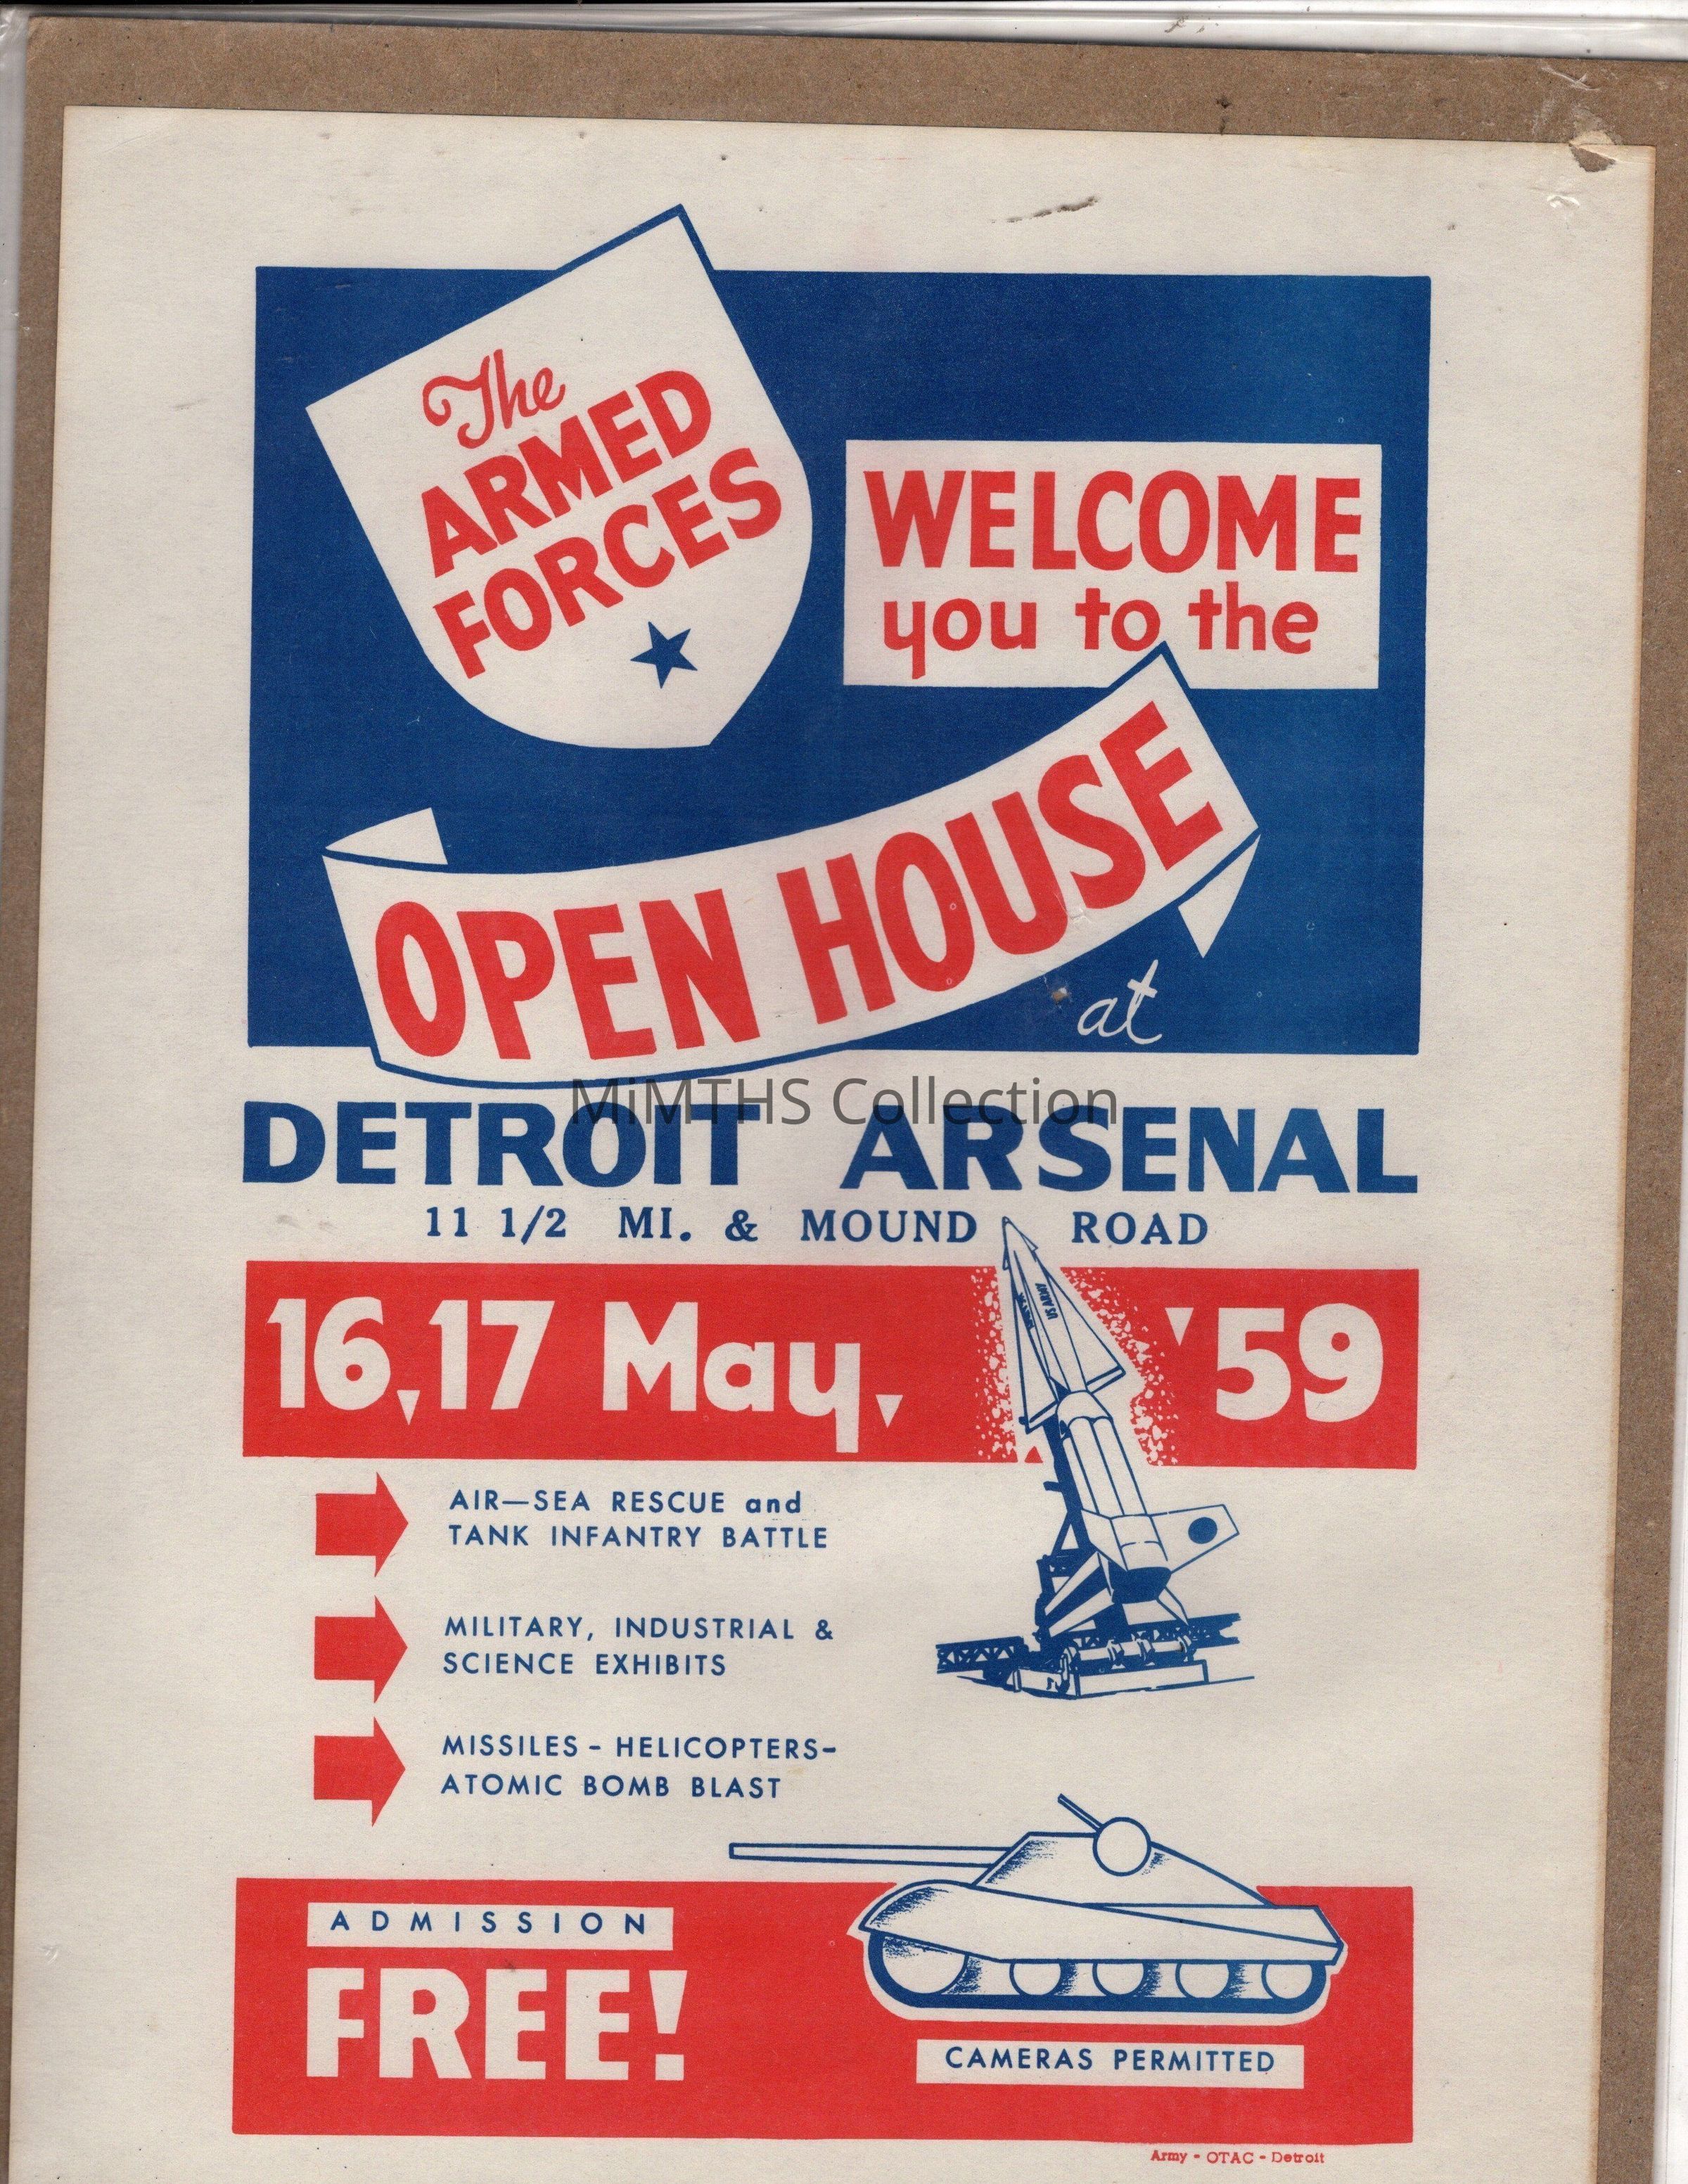 The
ARMED
FORCES
WELCOME
you to the
OPEN HOUSE
at
MiMTHS Collection
DETROIT ARSENAL
11 1/2 MI. & MOUND ROAD
16,17 May, '59
US ARMY
AIR—SEA RESCUE and
TANK INFANTRY BATTLE
MILITARY, INDUSTRIAL &
SCIENCE EXHIBITS
MISSILES - HELICOPTERS-
ATOMIC BOMB BLAST
ADMISSION
FREE!
CAMERAS PERMITTED
Army - OTAC - Detroit